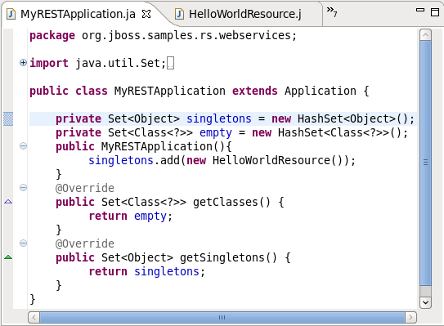 MyRESTApplication.ja HelloWorldResource.j »7
package org.jboss.samples.rs.webservices;
import java.util.Set;
public class MyRESTApplication extends Application {
private Set<Object> singletons = new HashSet<Object>();
private Set<Class<?>> empty = new HashSet<Class<?>>();
public MyRESTApplication(){
singletons.add(new HelloWorldResource());
}
@Override
public Set<Class<?>> getClasses() {
return empty;
}
@Override
public Set<Object> getSingletons() {
return singletons;
}
}